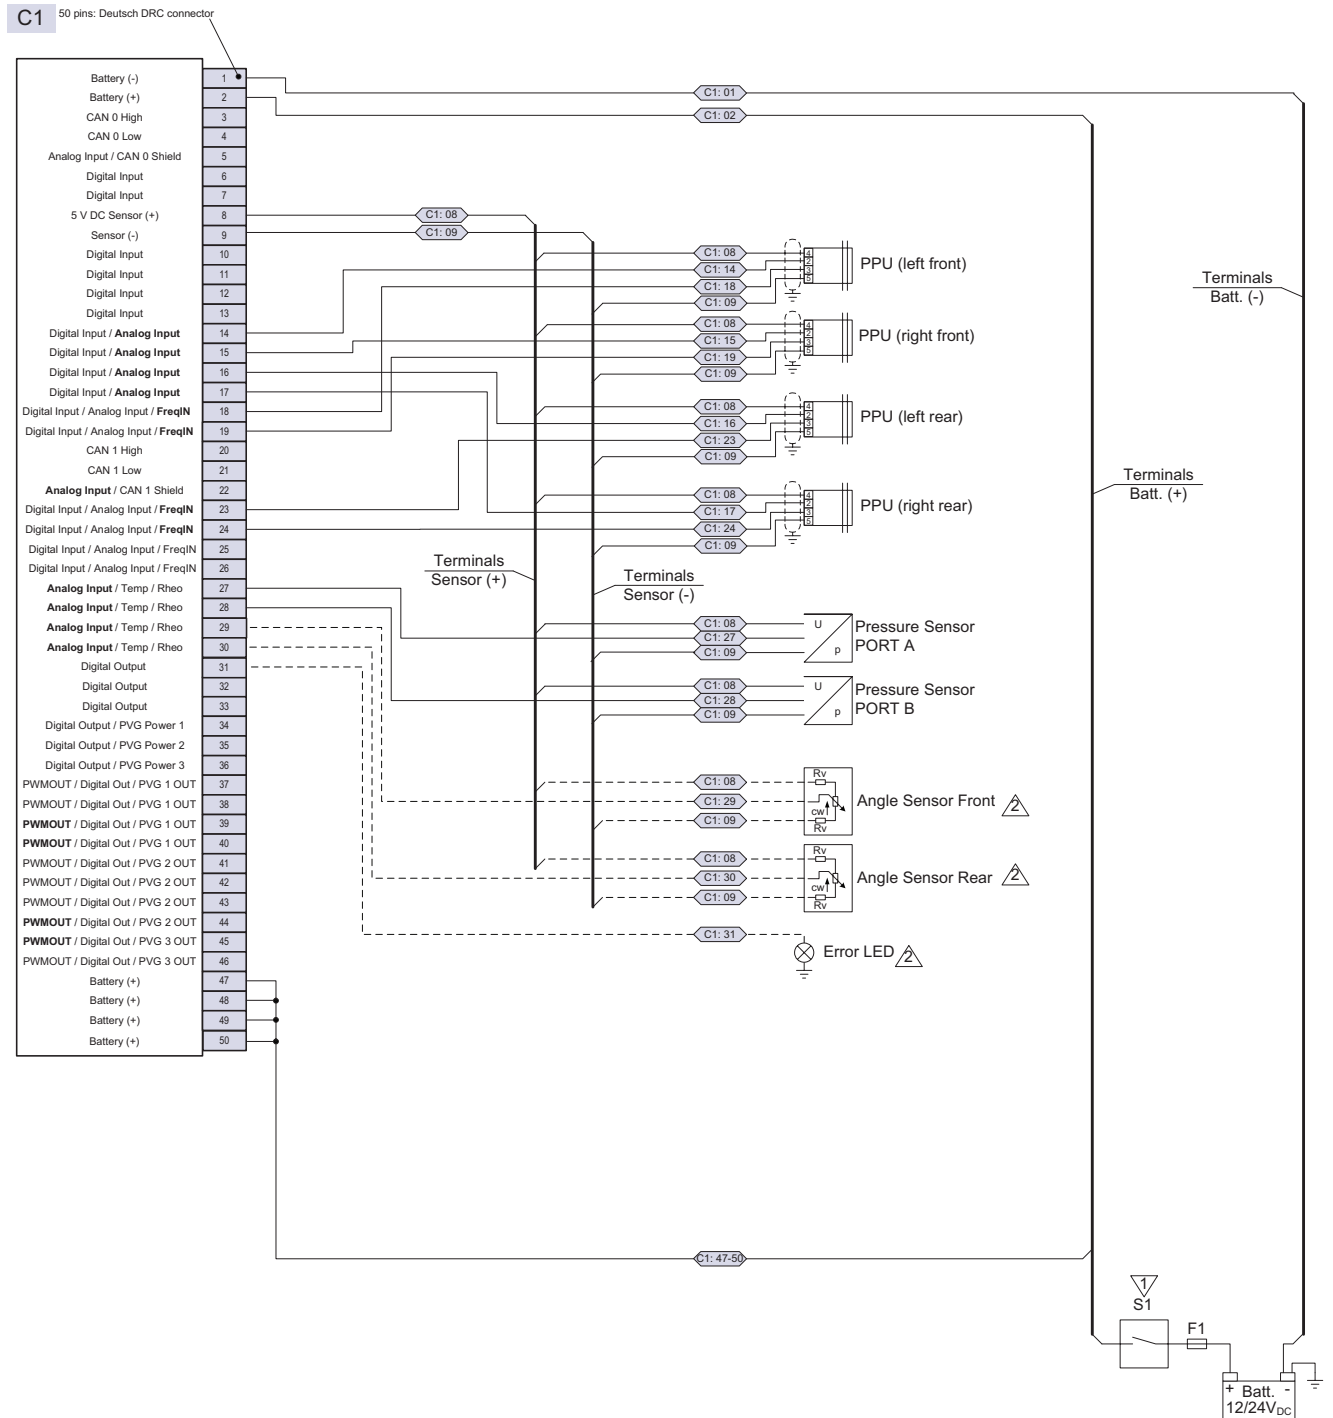 C1 50 pins: Deutsch DRC connector
Battery (-) 1
Battery (+) 2
CAN 0 High 3
CAN 0 Low 4
Analog Input / CAN 0 Shield 5
Digital Input 6
Digital Input 7
5 V DC Sensor (+) 8
Sensor (-) 9
Digital Input 10
Digital Input 11
Digital Input 12
Digital Input 13
Digital Input / Analog Input 14
Digital Input / Analog Input 15
Digital Input / Analog Input 16
Digital Input / Analog Input 17
Digital Input / Analog Input / FreqIN 18
Digital Input / Analog Input / FreqIN 19
CAN 1 High 20
CAN 1 Low 21
Analog Input / CAN 1 Shield 22
Digital Input / Analog Input / FreqIN 23
Digital Input / Analog Input / FreqIN 24
Digital Input / Analog Input / FreqIN 25
Digital Input / Analog Input / FreqIN 26
Analog Input / Temp / Rheo 27
Analog Input / Temp / Rheo 28
Analog Input / Temp / Rheo 29
Analog Input / Temp / Rheo 30
Digital Output 31
Digital Output 32
Digital Output 33
Digital Output / PVG Power 1 34
Digital Output / PVG Power 2 35
Digital Output / PVG Power 3 36
PWMOUT / Digital Out / PVG 1 OUT 37
PWMOUT / Digital Out / PVG 1 OUT 38
PWMOUT / Digital Out / PVG 1 OUT 39
PWMOUT / Digital Out / PVG 1 OUT 40
PWMOUT / Digital Out / PVG 2 OUT 41
PWMOUT / Digital Out / PVG 2 OUT 42
PWMOUT / Digital Out / PVG 2 OUT 43
PWMOUT / Digital Out / PVG 2 OUT 44
PWMOUT / Digital Out / PVG 3 OUT 45
PWMOUT / Digital Out / PVG 3 OUT 46
Battery (+) 47
Battery (+) 48
Battery (+) 49
Battery (+) 50
C1: 01
C1: 02
C1: 08
C1: 09
C1: 08 4
C1: 14 2
C1: 18 3
C1: 09 5
PPU (left front)
C1: 08 4
C1: 15 2
C1: 19 3
C1: 09 5
PPU (right front)
C1: 08 4
C1: 16 2
C1: 23 3
C1: 09 5
PPU (left rear)
C1: 08 4
C1: 17 2
C1: 24 3
C1: 09 5
PPU (right rear)
Terminals
Batt. (-)
Terminals
Batt. (+)
Terminals
Sensor (+)
Terminals
Sensor (-)
C1: 08
C1: 27
C1: 09
U
p
Pressure Sensor
PORT A
C1: 08
C1: 28
C1: 09
U
p
Pressure Sensor
PORT B
C1: 08
C1: 29
C1: 09
Rv
cw
Rv
Angle Sensor Front 2
C1: 08
C1: 30
C1: 09
Rv
cw
Rv
Angle Sensor Rear 2
C1: 31
Error LED 2
C1: 47-50
1
S1
F1
+ Batt. -
12/24VDC